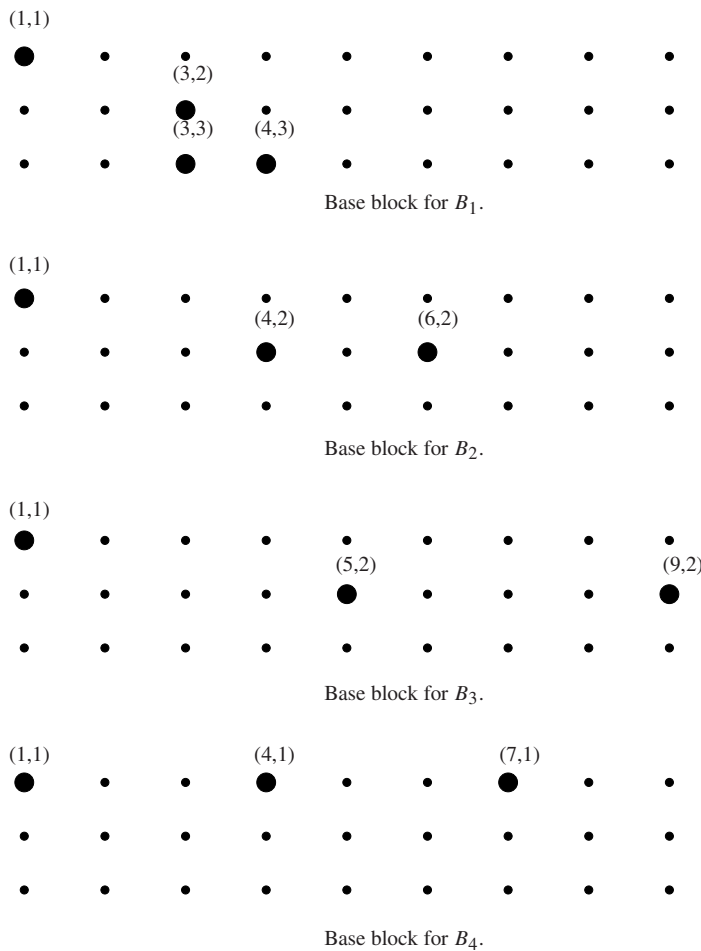 (1,1)
(3,2)
(3,3) (4,3)
Base block for B1.
(1,1)
(4,2) (6,2)
Base block for B2.
(1,1)
(5,2) (9,2)
Base block for B3.
(1,1) (4,1) (7,1)
Base block for B4.